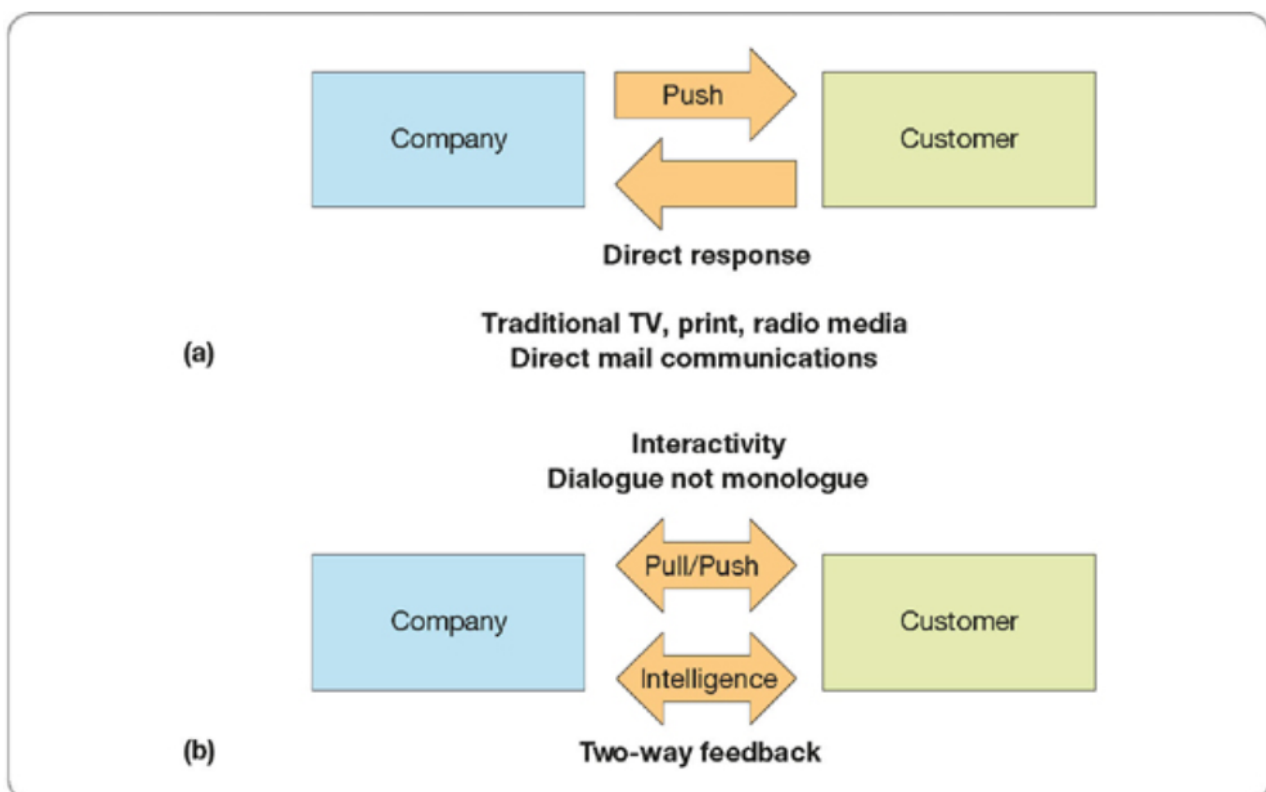 Company
Push
Customer
Direct response
Traditional TV, print, radio media
Direct mail communications
(a)
Interactivity
Dialogue not monologue
Company
Pull/Push
Customer
Intelligence
Two-way feedback
(b)